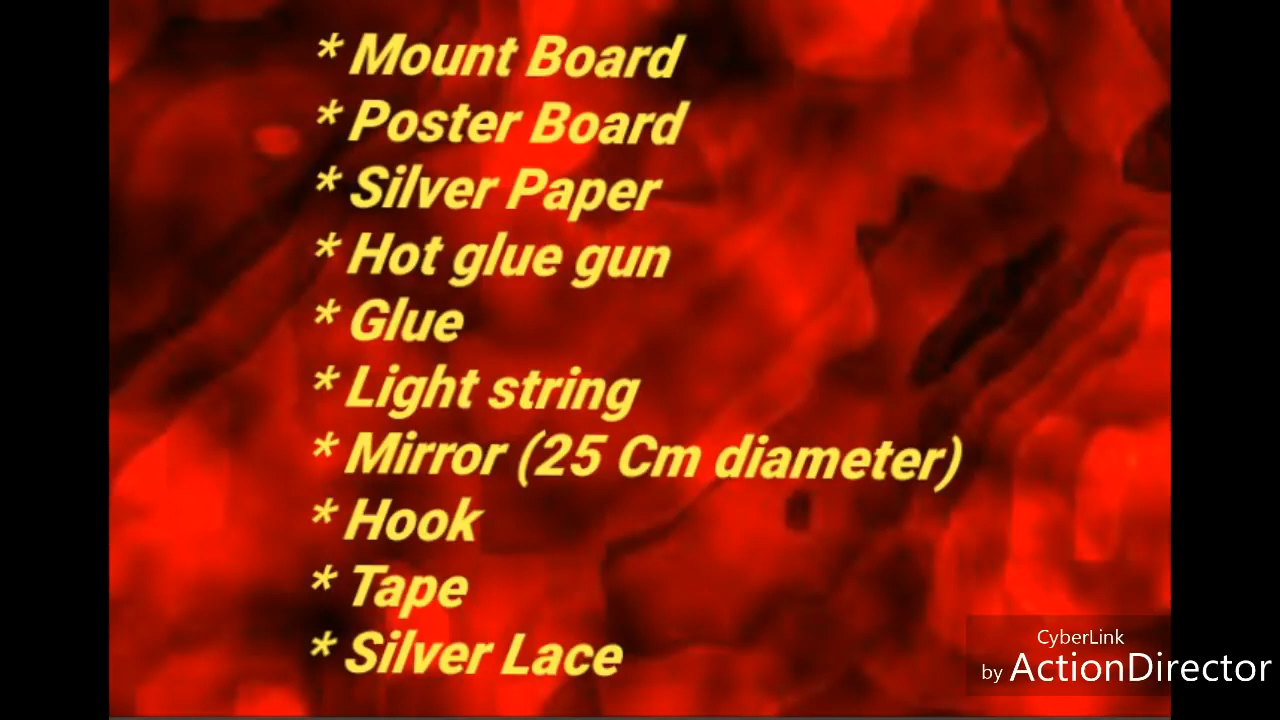 * Mount Board
* Poster Board
* Silver Paper
* Hot glue gun
* Glue
* Light string
* Mirror (25 Cm diameter)
* Hook
* Tape
* Silver Lace
CyberLink
by ActionDirector